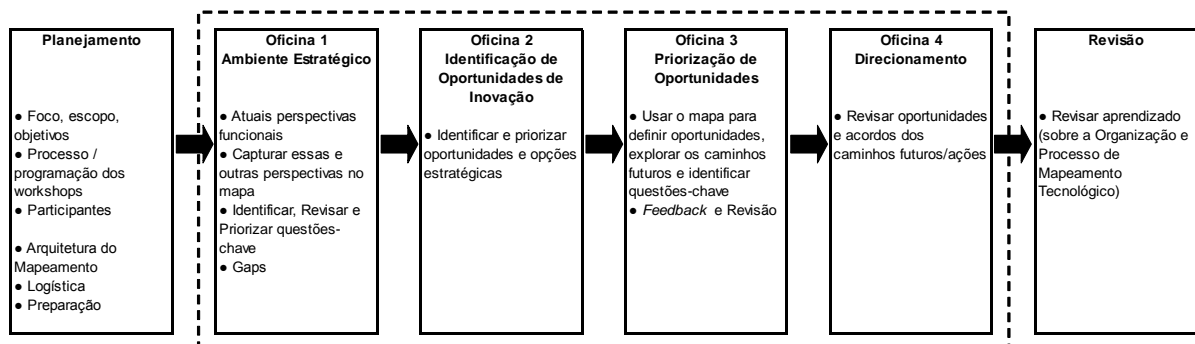 Planejamento
● Foco, escopo,
objetivos
● Processo /
programação dos
workshops
● Participantes
● Arquitetura do
Mapeamento
● Logística
● Preparação
Oficina 1
Ambiente Estratégico
● Atuais perspectivas
funcionais
● Capturar essas e
outras perspectivas no
mapa
● Identificar, Revisar e
Priorizar questões-
chave
● Gaps
Oficina 2
Identificação de
Oportunidades de
Inovação
● Identificar e priorizar
oportunidades e opções
estratégicas
Oficina 3
Priorização de
Oportunidades
● Usar o mapa para
definir oportunidades,
explorar os caminhos
futuros e identificar
questões-chave
● Feedback e Revisão
Oficina 4
Direcionamento
● Revisar oportunidades
e acordos dos
caminhos futuros/ações
Revisão
● Revisar aprendizado
(sobre a Organização e
Processo de
Mapeamento
Tecnológico)